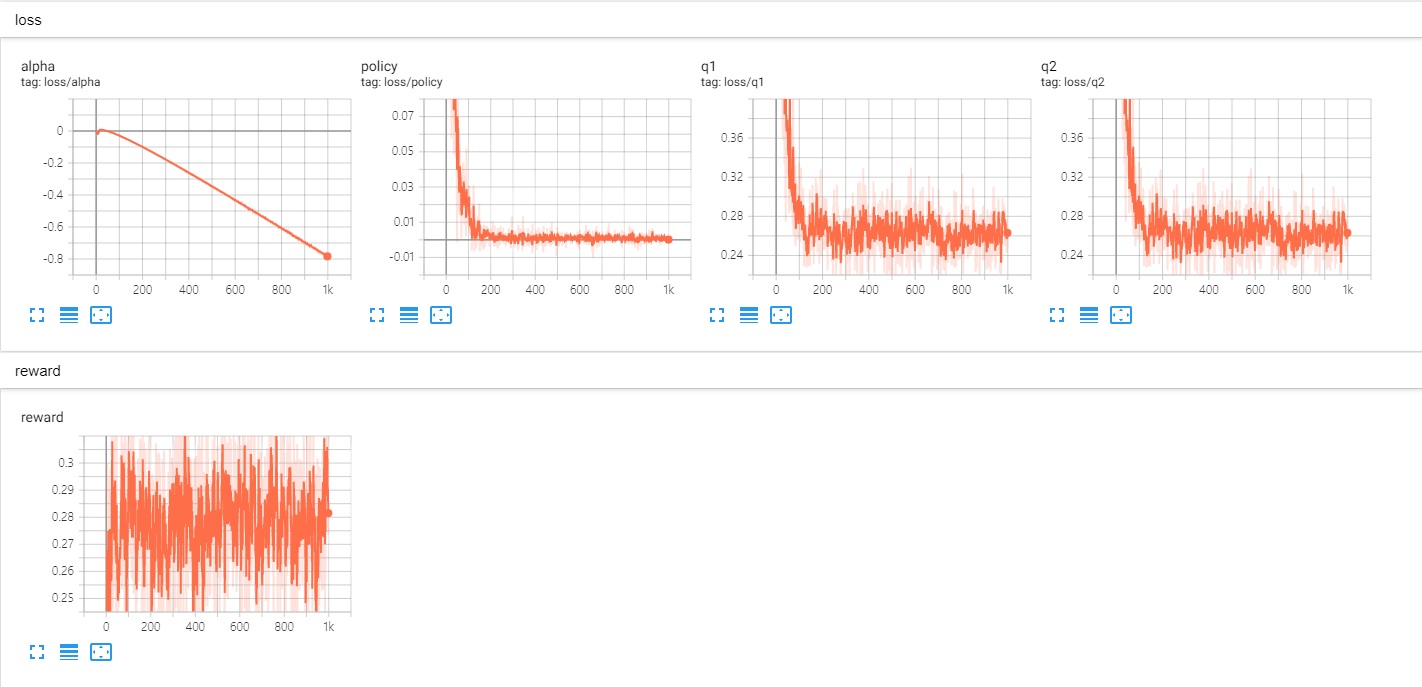 loss
alpha
tag: loss/alpha
0
-0.2
-0.4
-0.6
-0.8
0 200 400 600 800 1k
policy
tag: loss/policy
0.07
0.05
0.03
0.01
-0.01
0 200 400 600 800 1k
q1
tag: loss/q1
0.36
0.32
0.28
0.24
0 200 400 600 800 1k
q2
tag: loss/q2
0.36
0.32
0.28
0.24
0 200 400 600 800 1k
reward
reward
0.3
0.29
0.28
0.27
0.26
0.25
0 200 400 600 800 1k